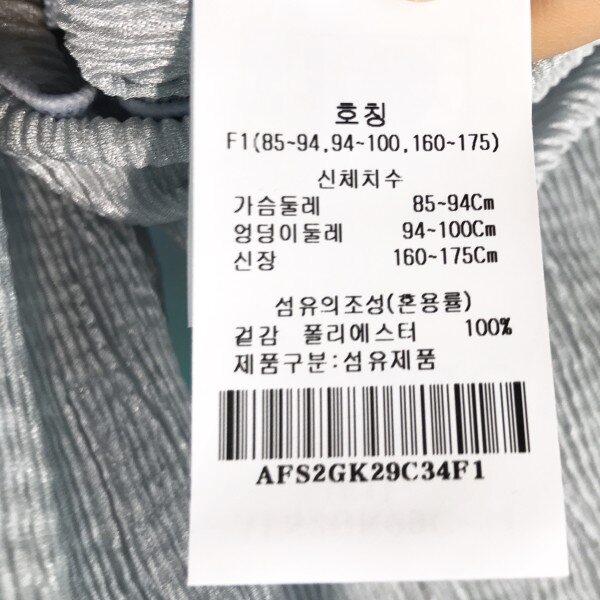 호칭
F1(85~94,94~100,160~175)
신체치수
가슴둘레 85~94Cm
엉덩이둘레 94~100Cm
신장 160~175Cm
섬유의조성(혼용률)
겉감 폴리에스터 100%
제품구분:섬유제품
AFS2GK29C34F1